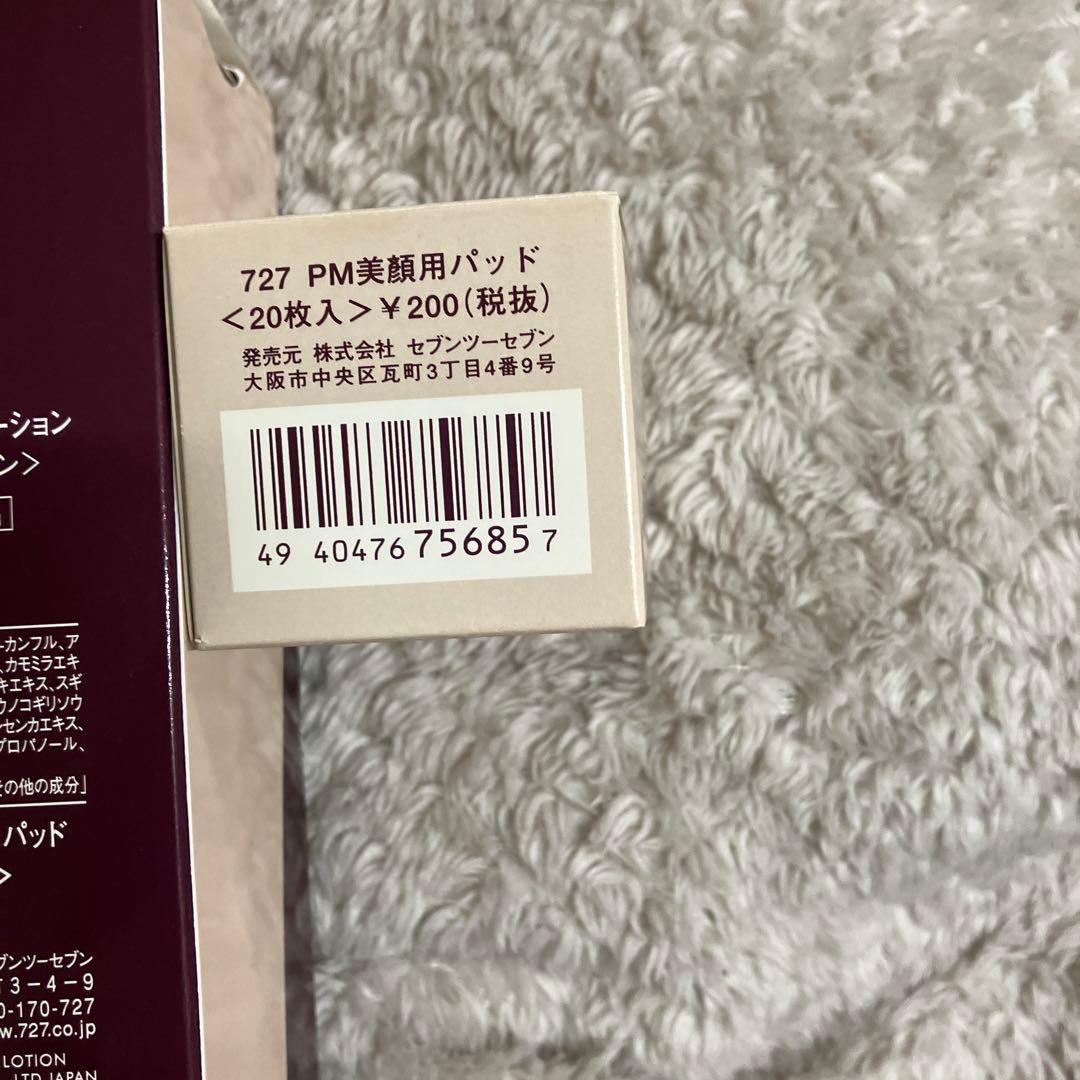 727 PM美顏用パッド
＜20枚入＞￥200(税抜)
発売元 株式会社 セブンツーセブン
大阪市中央区瓦町3丁目4番9号
49 40476 75685 7
ーション
ン＞
-カンフル、ア
、カモミラエキ
キエキス、スギ
ウノコギリソウ
ンセンカエキス、
プロパノール、
その他の成分」
パッド
＞
ブンツーセブン
3－4－9
0-170-727
w.727.co.jp
LOTION
LTD.JAPAN